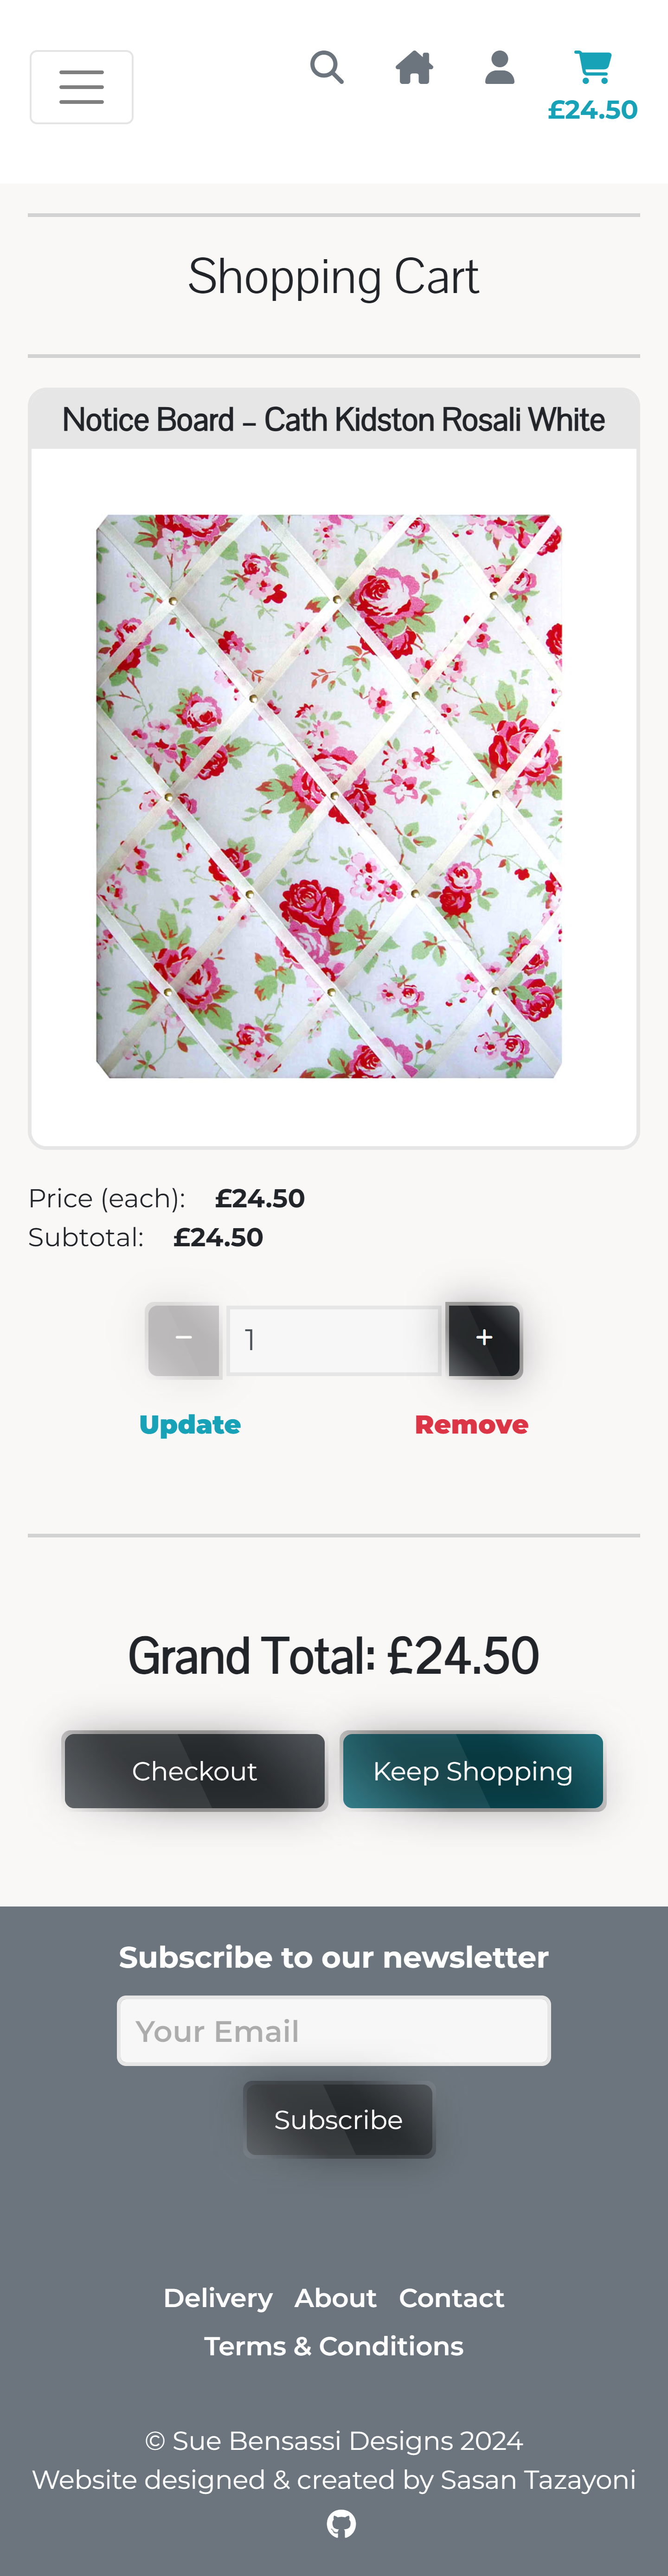 £24.50
Shopping Cart
Notice Board – Cath Kidston Rosali White
Price (each): £24.50
Subtotal: £24.50
− 1 +
Update Remove
Grand Total: £24.50
Checkout Keep Shopping
Subscribe to our newsletter
Your Email
Subscribe
Delivery About Contact
Terms & Conditions
© Sue Bensassi Designs 2024
Website designed & created by Sasan Tazayoni